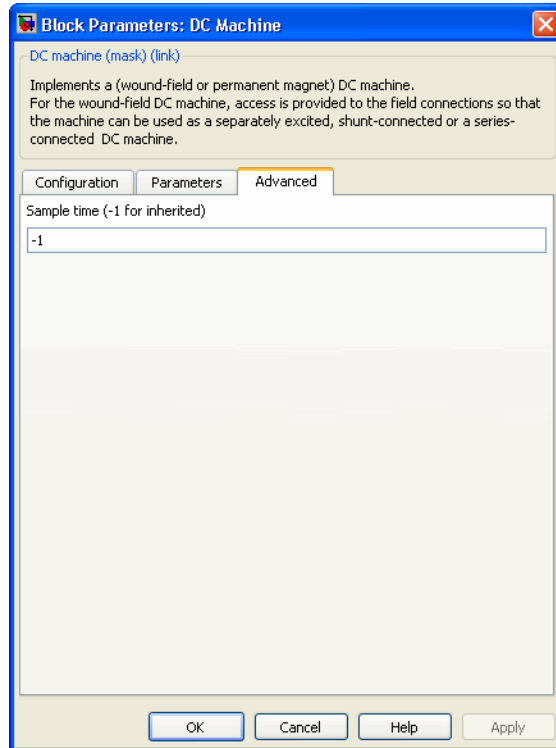 Block Parameters: DC Machine
DC machine (mask) (link)
Implements a (wound-field or permanent magnet) DC machine.
For the wound-field DC machine, access is provided to the field connections so that
the machine can be used as a separately excited, shunt-connected or a series-
connected DC machine.
Configuration Parameters Advanced
Sample time (-1 for inherited)
-1
OK Cancel Help Apply